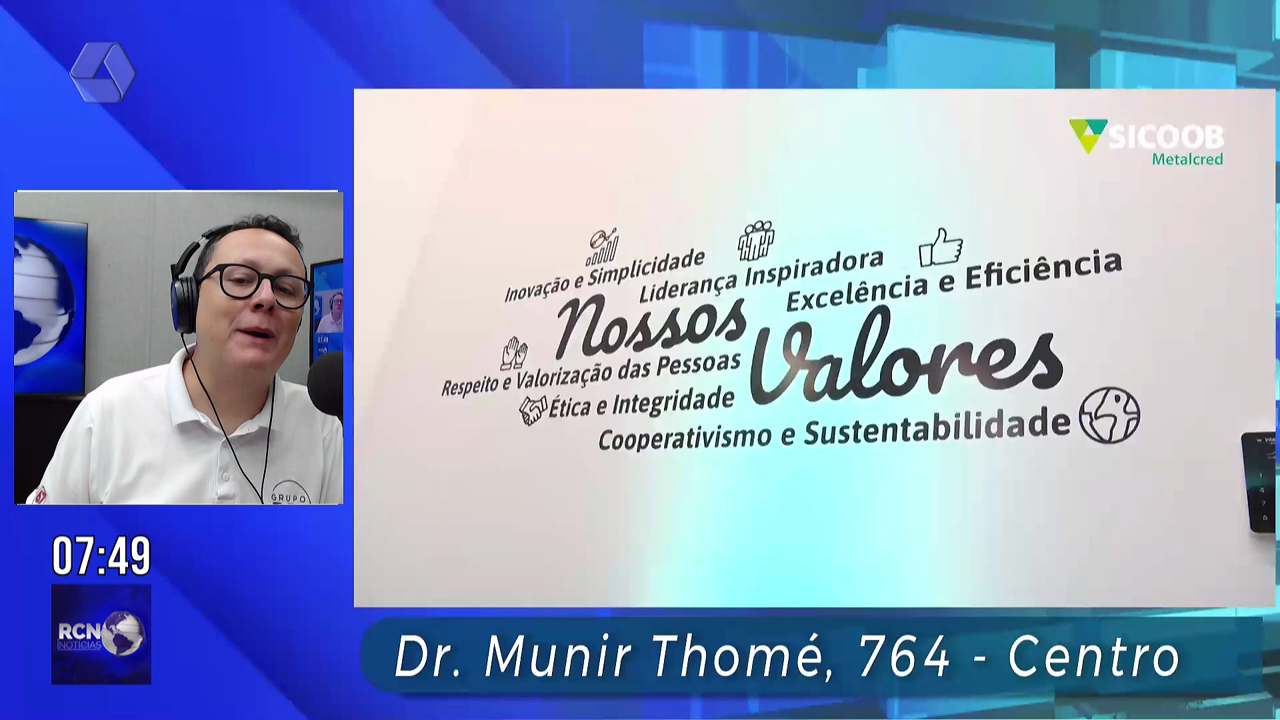 SICOOB
Metalcred
Inovação e Simplicidade
Liderança Inspiradora
Excelência e Eficiência
Nossos
Valores
Respeito e Valorização das Pessoas
Ética e Integridade
Cooperativismo e Sustentabilidade
GRUPO
07:49
RCN
NOTÍCIAS
Dr. Munir Thomé, 764 - Centro